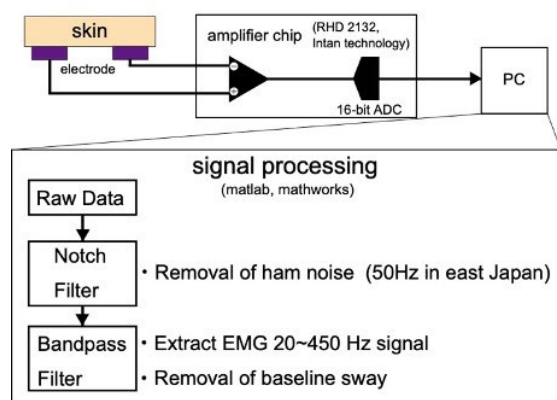 skin
electrode
amplifier chip
(RHD 2132,
Intan technology)
16-bit ADC
PC
signal processing
(matlab, mathworks)
Raw Data
Notch
Filter
・Removal of ham noise (50Hz in east Japan)
Bandpass
Filter
・Extract EMG 20~450 Hz signal
・Removal of baseline sway